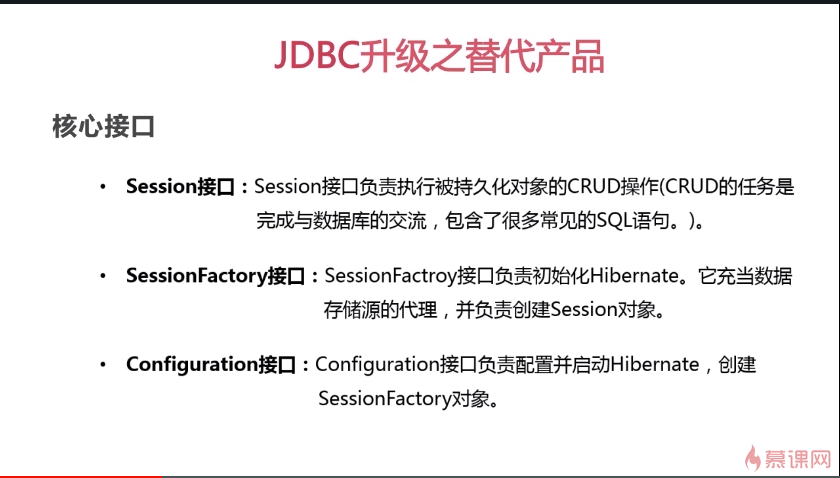 JDBC升级之替代产品
核心接口
• Session接口：Session接口负责执行被持久化对象的CRUD操作(CRUD的任务是
完成与数据库的交流，包含了很多常见的SQL语句。)。
• SessionFactory接口：SessionFactroy接口负责初始化Hibernate。它充当数据
存储源的代理，并负责创建Session对象。
• Configuration接口：Configuration接口负责配置并启动Hibernate，创建
SessionFactory对象。
慕课网